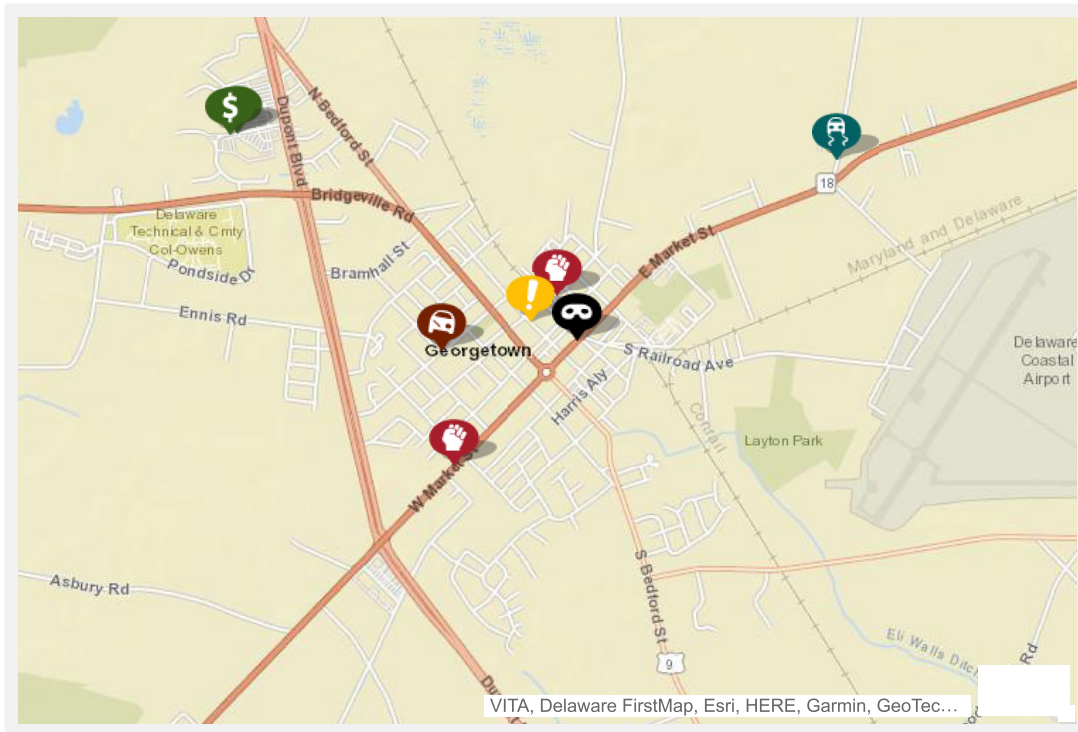 $
N Bedford St
Dupont Blvd
18
Bridgeville Rd
Delaware
Technical & Cmty
Col-Owens
Pondside Dr
Bramhall St
E Market St
Maryland and Delaware
!
Ennis Rd
Georgetown
S Railroad Ave
Delaware
Coastal
Airport
Harris Aly
Conrail
Layton Park
W Market St
Asbury Rd
S Bedford St
Eli Walls Ditch
Rd
9
VITA, Delaware FirstMap, Esri, HERE, Garmin, GeoTec...